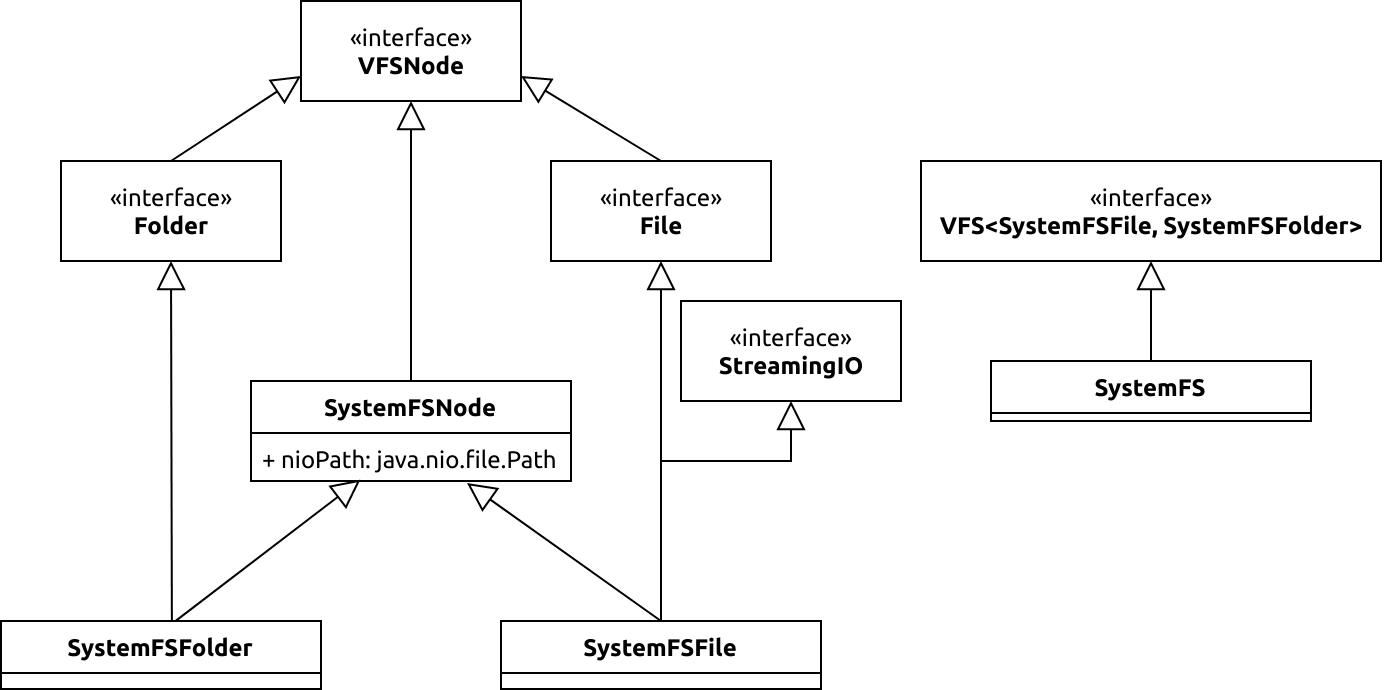 «interface»
VFSNode
«interface»
Folder
«interface»
File
«interface»
VFS<SystemFSFile, SystemFSFolder>
«interface»
StreamingIO
SystemFSNode
+ nioPath: java.nio.file.Path
SystemFS
SystemFSFolder
SystemFSFile